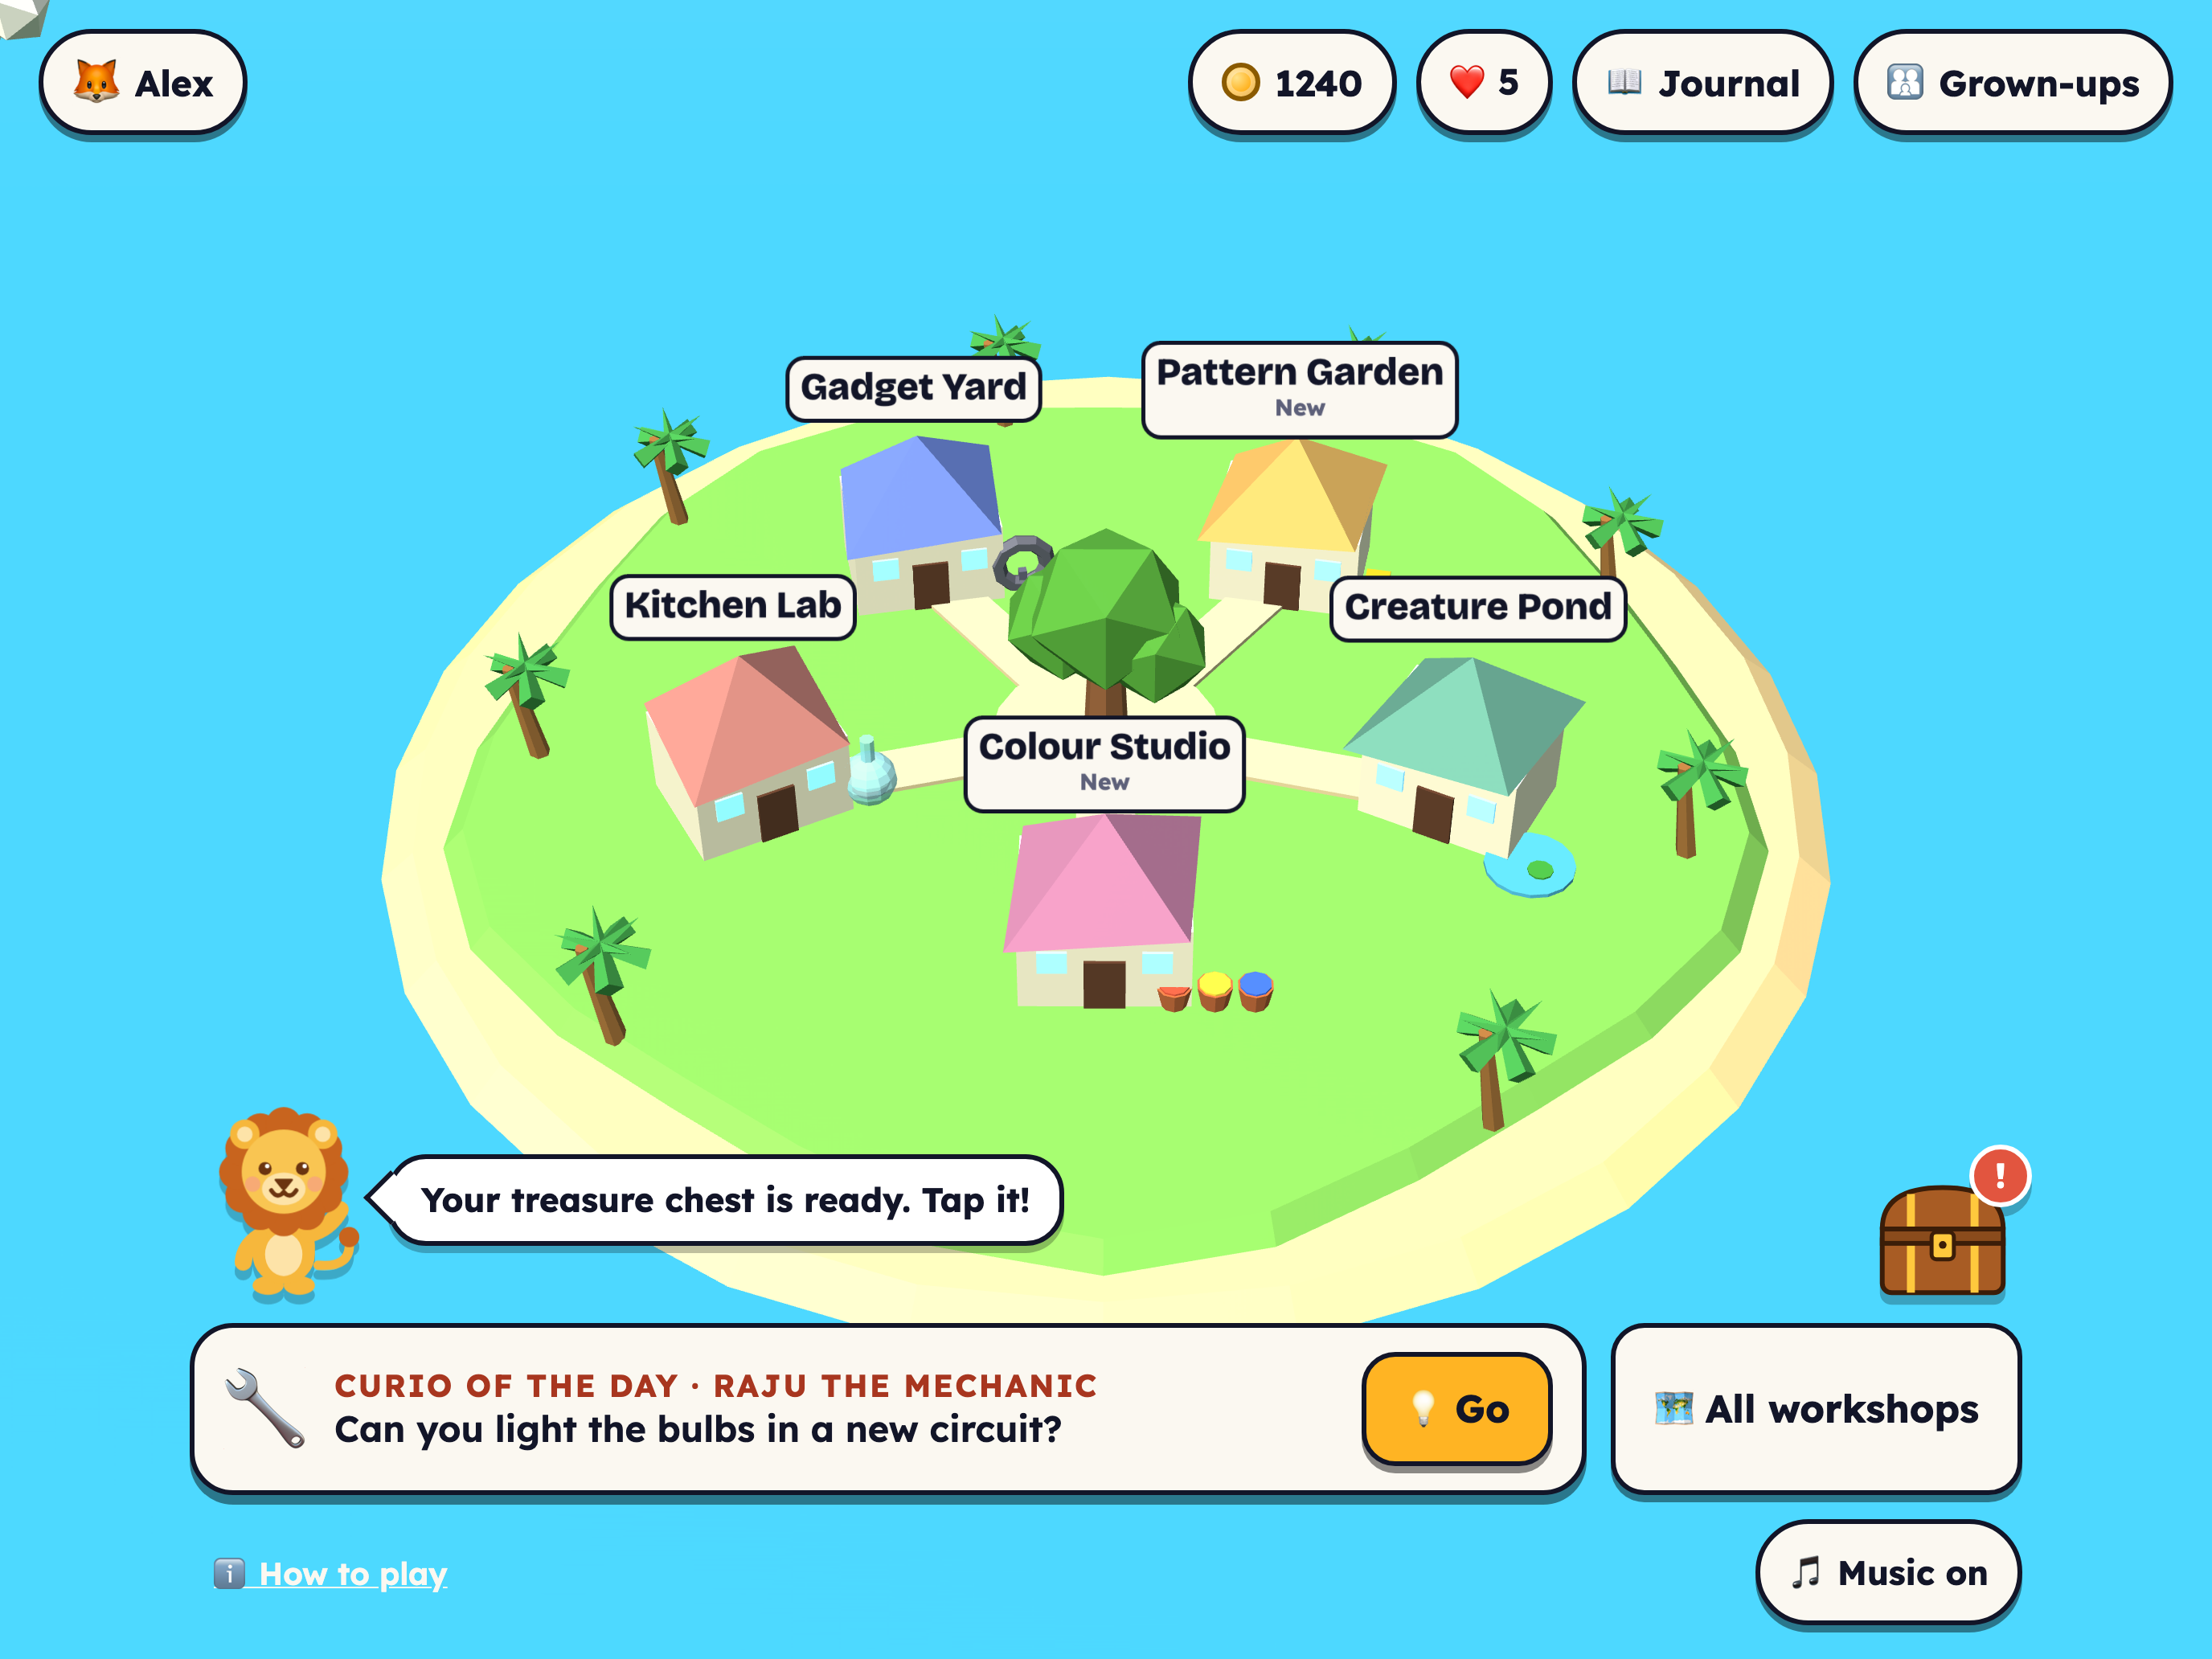 Alex
1240
5
Journal
Grown-ups
Gadget Yard
Pattern Garden
New
Kitchen Lab
Creature Pond
Colour Studio
New
Your treasure chest is ready. Tap it!
!
CURIO OF THE DAY · RAJU THE MECHANIC
Can you light the bulbs in a new circuit?
Go
All workshops
How to play
Music on